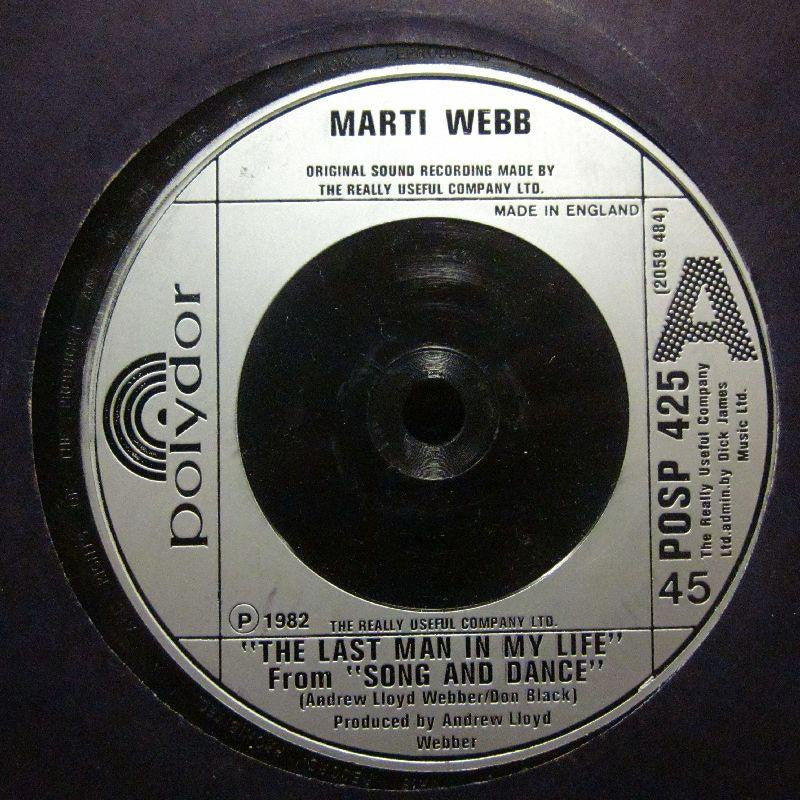 MARTI WEBB
ORIGINAL SOUND RECORDING MADE BY
THE REALLY USEFUL COMPANY LTD.
MADE IN ENGLAND
(2059 484)
A
polydor
POSP 425
The Really Useful Company
Ltd.admin.by Dick James
Music Ltd.
45
Ⓟ 1982 THE REALLY USEFUL COMPANY LTD.
"THE LAST MAN IN MY LIFE"
From "SONG AND DANCE"
(Andrew Lloyd Webber/Don Black)
Produced by Andrew Lloyd
Webber